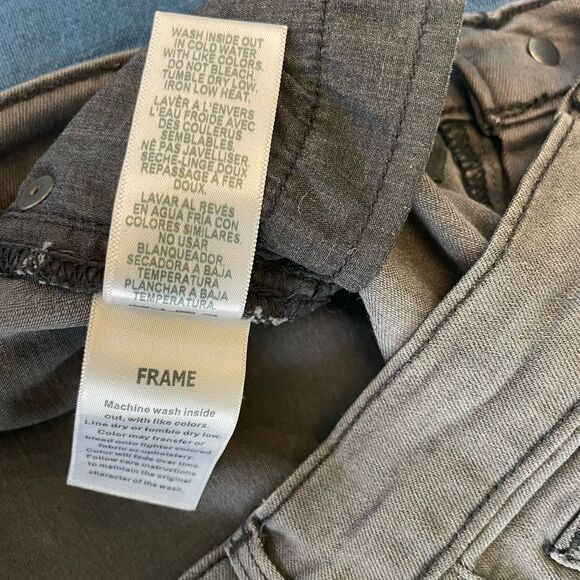 WASH INSIDE OUT
IN COLD WATER
WITH LIKE COLORS.
DO NOT BLEACH.
TUMBLE DRY LOW.
IRON LOW HEAT.
LAVÉR À L'ENVERS
L'EAU FROIDE AVEC
DES COULERUS
SEMBLABLES.
NÉ PAS JAVELLISER
SÉCHE-LINGE DOUX
REPASSAGE À FER
DOUX.
LAVAR AL REVÉS
EN AGUA FRÍA CON
COLORES SIMILARES.
NO USAR
BLANQUEADOR.
SECADORA A BAJA
TEMPERATURA
PLANCHAR A BAJA
TEMPERATURA.
FRAME
Machine wash inside
out, with like colors.
Line dry or tumble dry low.
Color may transfer or
bleed onto lighter colored
fabric or upholstery.
Color will fade over time.
Follow care instructions
to maintain the original
character of the wash.